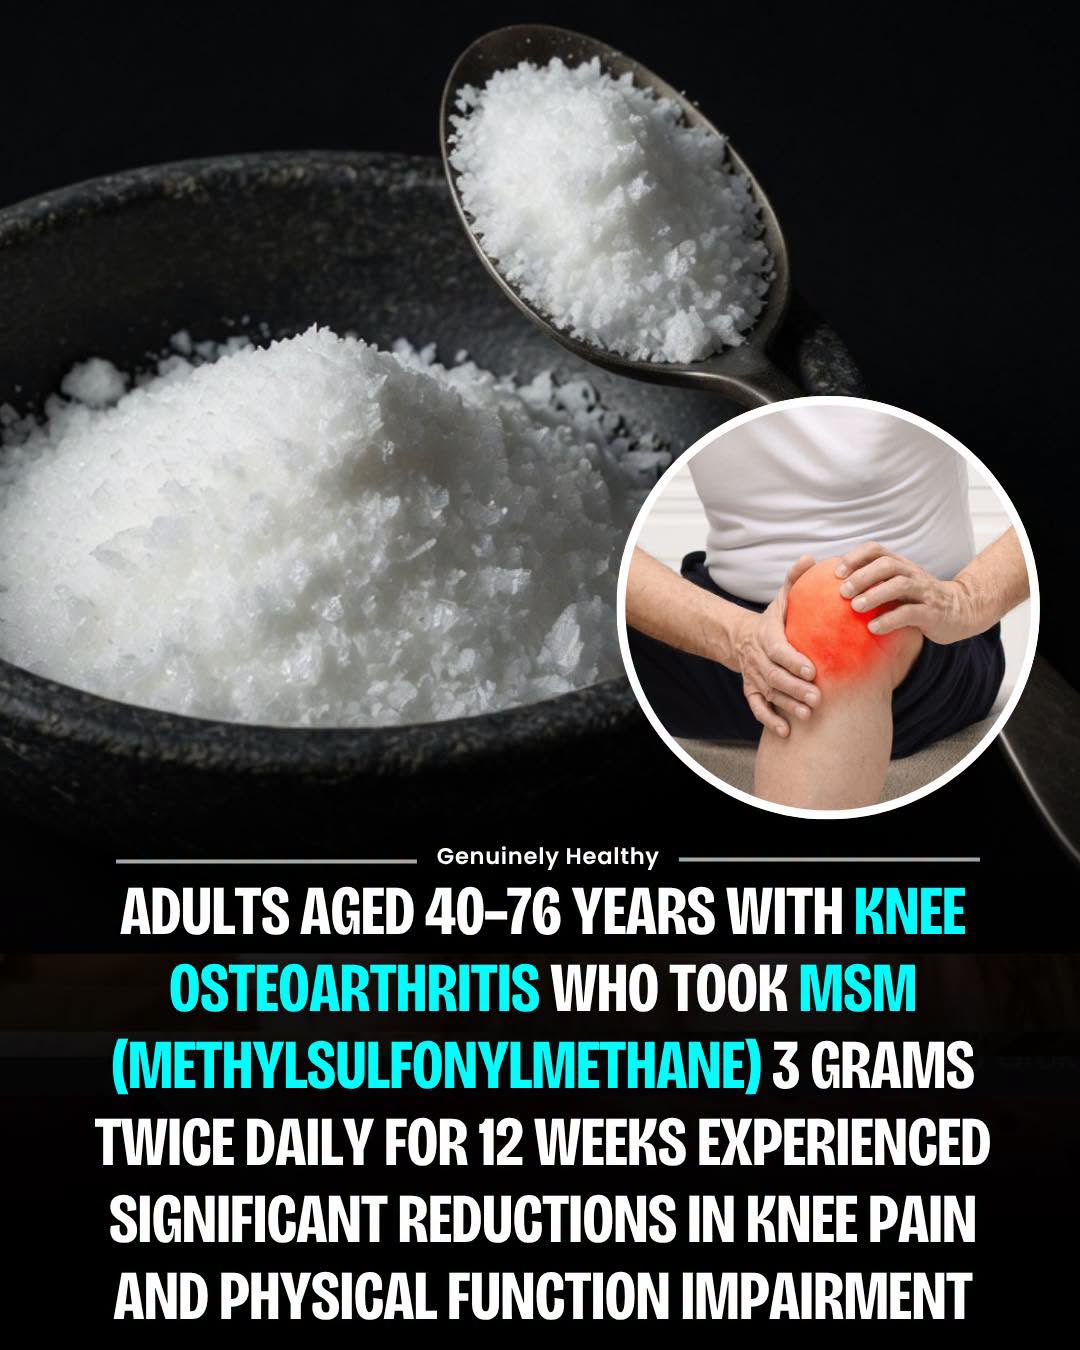 Genuinely Healthy
ADULTS AGED 40–76 YEARS WITH KNEE
OSTEOARTHRITIS WHO TOOK MSM
(METHYLSULFONYLMETHANE) 3 GRAMS
TWICE DAILY FOR 12 WEEKS EXPERIENCED
SIGNIFICANT REDUCTIONS IN KNEE PAIN
AND PHYSICAL FUNCTION IMPAIRMENT